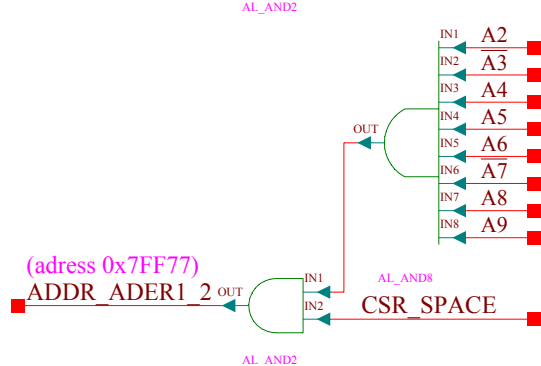 AL_AND2
IN1 A2
IN2 A3
IN3 A4
IN4 A5
OUT
IN5 A6
IN6 A7
IN7 A8
IN8 A9
(adress 0x7FF77)
ADDR_ADER1_2 OUT
IN1
AL_AND8
IN2 CSR_SPACE
AL_AND2